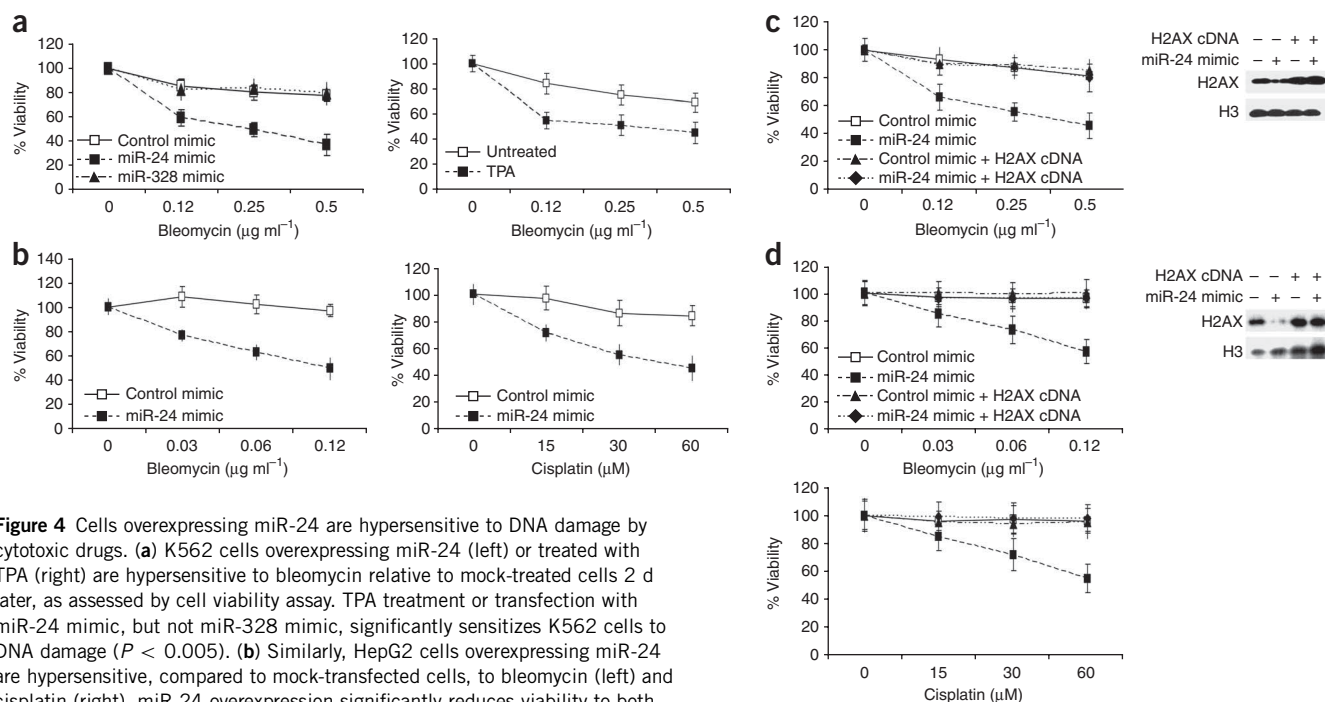 a
120
100
80
60
40
20
0
% Viability
Control mimic
miR-24 mimic
miR-328 mimic
0 0.12 0.25 0.5
Bleomycin (µg ml−1)
120
100
80
60
40
20
0
% Viability
Untreated
TPA
0 0.12 0.25 0.5
Bleomycin (µg ml−1)
b
140
120
100
80
60
40
20
0
% Viability
Control mimic
miR-24 mimic
0 0.03 0.06 0.12
Bleomycin (µg ml−1)
120
100
80
60
40
20
0
% Viability
Control mimic
miR-24 mimic
0 15 30 60
Cisplatin (µM)
Figure 4 Cells overexpressing miR-24 are hypersensitive to DNA damage by
cytotoxic drugs. (a) K562 cells overexpressing miR-24 (left) or treated with
TPA (right) are hypersensitive to bleomycin relative to mock-treated cells 2 d
later, as assessed by cell viability assay. TPA treatment or transfection with
miR-24 mimic, but not miR-328 mimic, significantly sensitizes K562 cells to
DNA damage (P < 0.005). (b) Similarly, HepG2 cells overexpressing miR-24
are hypersensitive, compared to mock-transfected cells, to bleomycin (left) and
cisplatin (right). miR-24 overexpression significantly reduces viability to both
c
120
100
80
60
40
20
0
% Viability
Control mimic
miR-24 mimic
Control mimic + H2AX cDNA
miR-24 mimic + H2AX cDNA
0 0.12 0.25 0.5
Bleomycin (µg ml−1)
H2AX cDNA − − + +
miR-24 mimic − + − +
H2AX
H3
d
120
100
80
60
40
20
0
% Viability
Control mimic
miR-24 mimic
Control mimic + H2AX cDNA
miR-24 mimic + H2AX cDNA
0 0.03 0.06 0.12
Bleomycin (µg ml−1)
H2AX cDNA − − + +
miR-24 mimic − + − +
H2AX
H3
120
100
80
60
40
20
0
% Viability
0 15 30 60
Cisplatin (µM)